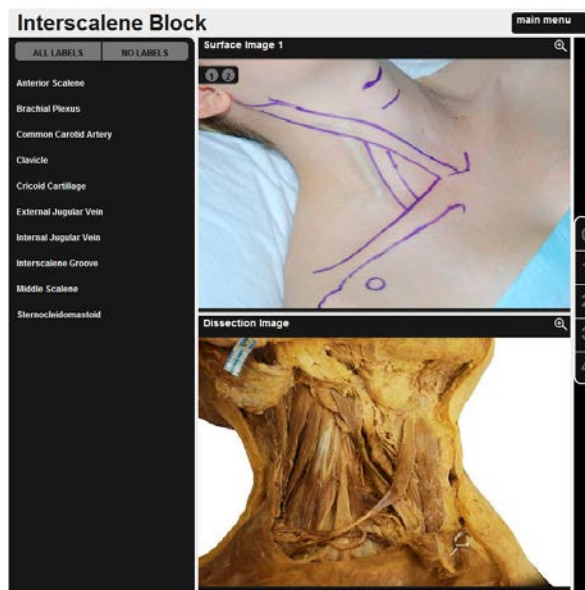 Interscalene Block
main menu
ALL LABELS
NO LABELS
Anterior Scalene
Brachial Plexus
Common Carotid Artery
Clavicle
Cricoid Cartillage
External Jugular Vein
Internal Jugular Vein
Interscalene Groove
Middle Scalene
Sternocleidomastoid
Surface Image 1
1 2
Dissection Image